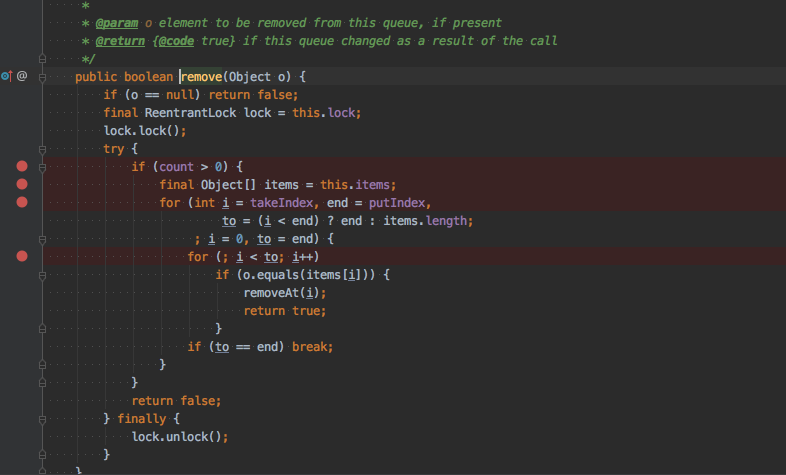 *
* @param o element to be removed from this queue, if present
* @return {@code true} if this queue changed as a result of the call
*/
@ public boolean remove(Object o) {
if (o == null) return false;
final ReentrantLock lock = this.lock;
lock.lock();
try {
if (count > 0) {
final Object[] items = this.items;
for (int i = takeIndex, end = putIndex,
to = (i < end) ? end : items.length;
; i = 0, to = end) {
for (; i < to; i++)
if (o.equals(items[i])) {
removeAt(i);
return true;
}
if (to == end) break;
}
}
return false;
} finally {
lock.unlock();
}
}